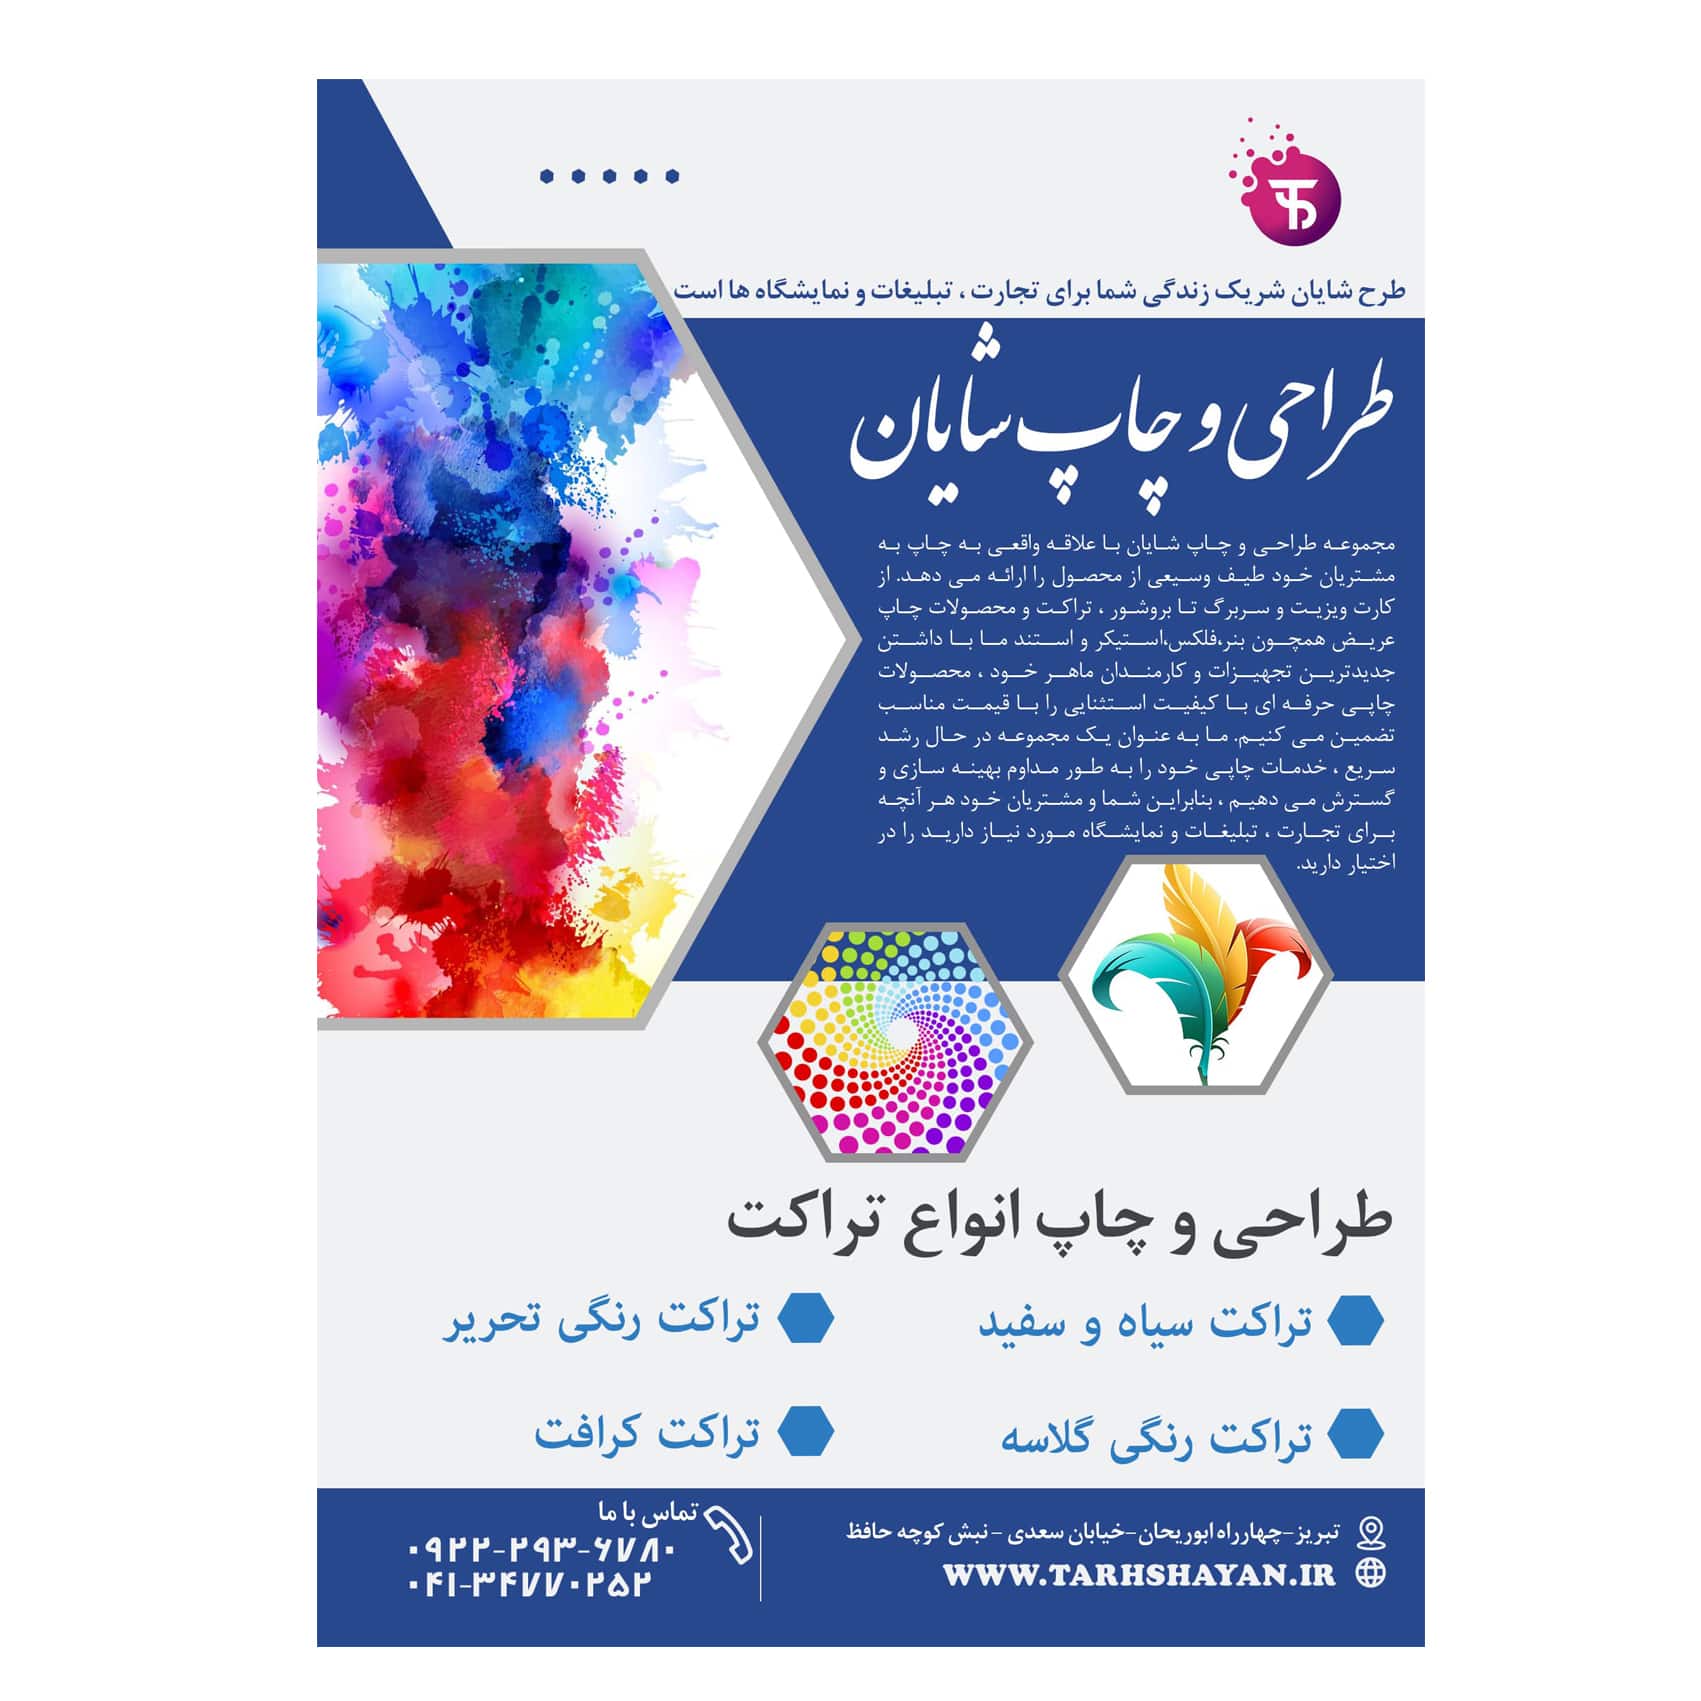 طرح شایان شریک زندگی شما برای تجارت ، تبلیغات و نمایشگاه ها است
طراحی و چاپ شایان
مجموعه طراحی و چاپ شایان با علاقه واقعی به چاپ به
مشتریان خود طیف وسیعی از محصول را ارائه می دهد. از
کارت ویزیت و سربرگ تا بروشور ، تراکت و محصولات چاپ
عریض همچون بنر،فلکس،استیکر و استند ما با داشتن
جدیدترین تجهیزات و کارمندان ماهر خود ، محصولات
چاپی حرفه ای با کیفیت استثنایی را با قیمت مناسب
تضمین می کنیم. ما به عنوان یک مجموعه در حال رشد
سریع ، خدمات چاپی خود را به طور مداوم بهینه سازی و
گسترش می دهیم ، بنابراین شما و مشتریان خود هر آنچه
برای تجارت ، تبلیغات و نمایشگاه مورد نیاز دارید را در
اختیار دارید.
طراحی و چاپ انواع تراکت
تراکت سیاه و سفید
تراکت رنگی تحریر
تراکت رنگی گلاسه
تراکت کرافت
تبریز-چهارراه ابوریحان-خیابان سعدی - نبش کوچه حافظ
WWW.TARHSHAYAN.IR
تماس با ما
۰۹۲۲-۲۹۳-۶۷۸۰
۰۴۱-۳۴۷۷۰۲۵۲